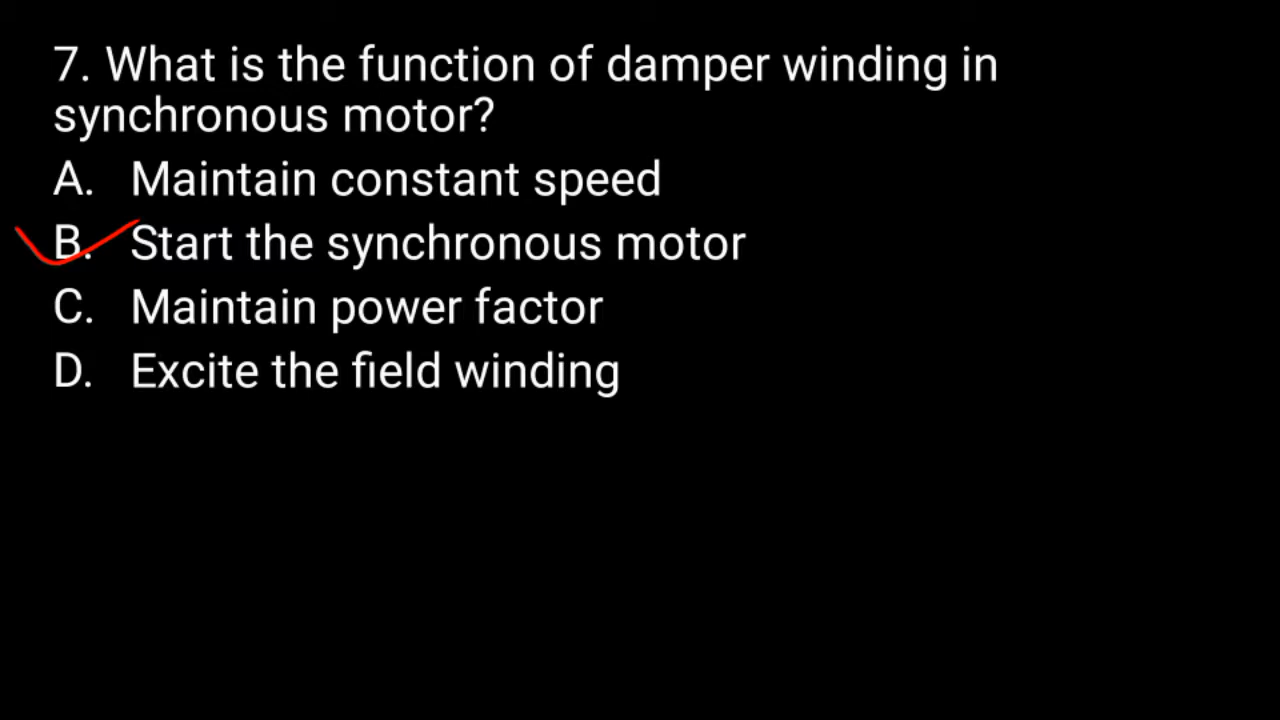 7. What is the function of damper winding in
synchronous motor?
A. Maintain constant speed
B. Start the synchronous motor
C. Maintain power factor
D. Excite the field winding